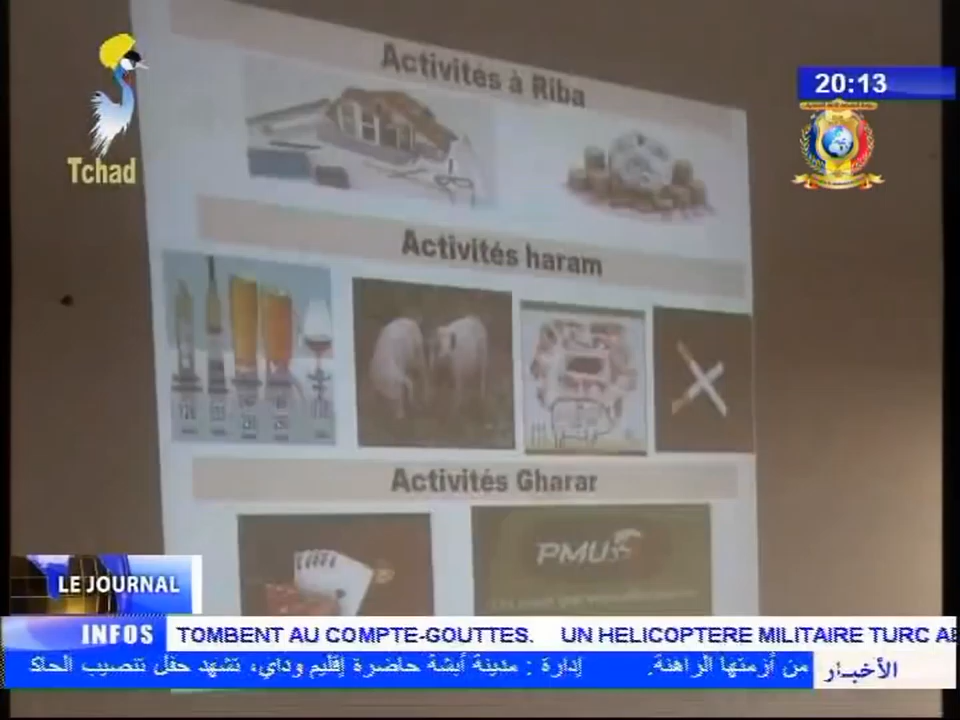 Activités à Riba
20:13
Tchad
Activités haram
Activités Gharar
PMU
LE JOURNAL
INFOS TOMBENT AU COMPTE-GOUTTES. UN HELICOPTERE MILITAIRE TURC
الأخبار من أزمتها الراهنة. إدارة : مدينة أبشة حاضرة إقليم وداي، تشهد حفل تنصيب